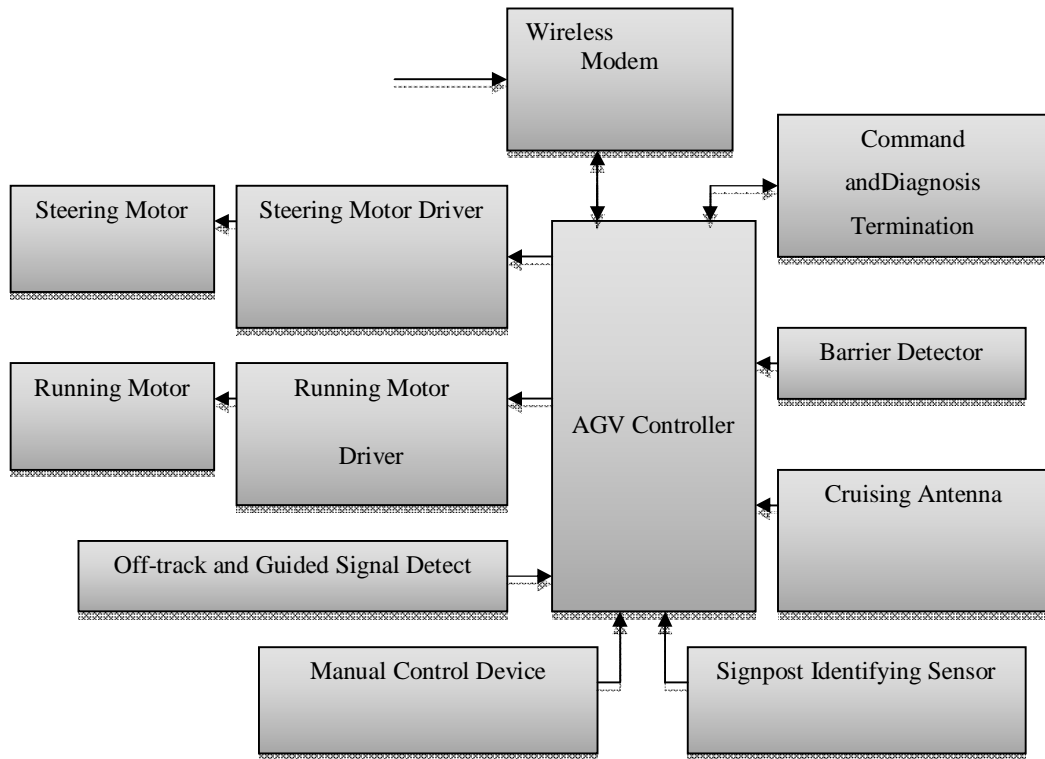 Wireless
Modem
Command
andDiagnosis
Termination
Steering Motor
Steering Motor Driver
Running Motor
Running Motor
Driver
AGV Controller
Barrier Detector
Cruising Antenna
Off-track and Guided Signal Detect
Manual Control Device
Signpost Identifying Sensor